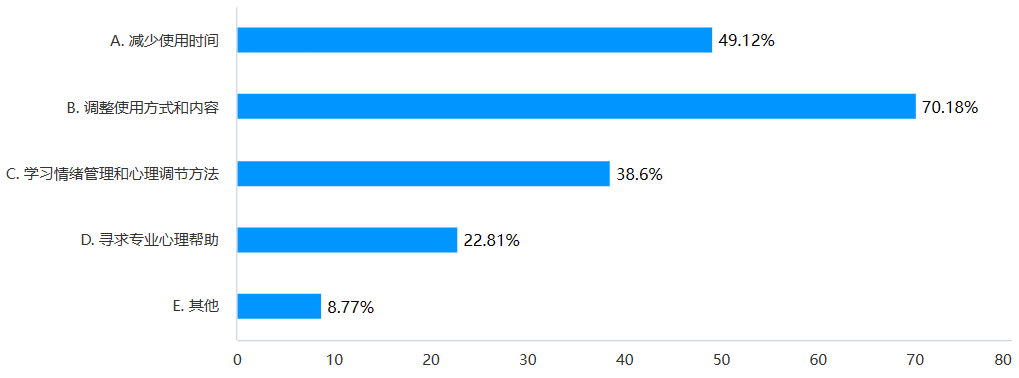 A. 减少使用时间 49.12%
B. 调整使用方式和内容 70.18%
C. 学习情绪管理和心理调节方法 38.6%
D. 寻求专业心理帮助 22.81%
E. 其他 8.77%
0 10 20 30 40 50 60 70 80